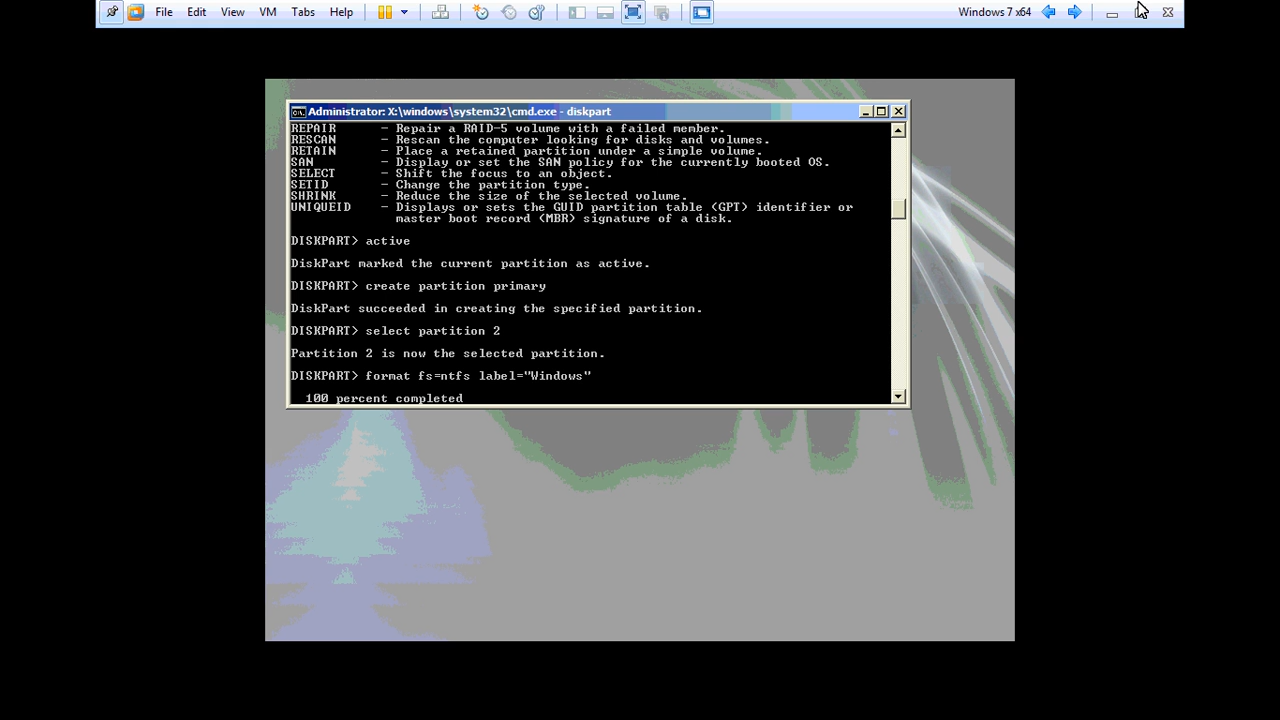 File Edit View VM Tabs Help Windows 7 x64
Administrator: X:\windows\system32\cmd.exe - diskpart
REPAIR - Repair a RAID-5 volume with a failed member.
RESCAN - Rescan the computer looking for disks and volumes.
RETAIN - Place a retained partition under a simple volume.
SAN - Display or set the SAN policy for the currently booted OS.
SELECT - Shift the focus to an object.
SETID - Change the partition type.
SHRINK - Reduce the size of the selected volume.
UNIQUEID - Displays or sets the GUID partition table (GPT) identifier or
master boot record (MBR) signature of a disk.
DISKPART> active
DiskPart marked the current partition as active.
DISKPART> create partition primary
DiskPart succeeded in creating the specified partition.
DISKPART> select partition 2
Partition 2 is now the selected partition.
DISKPART> format fs=ntfs label="Windows"
100 percent completed